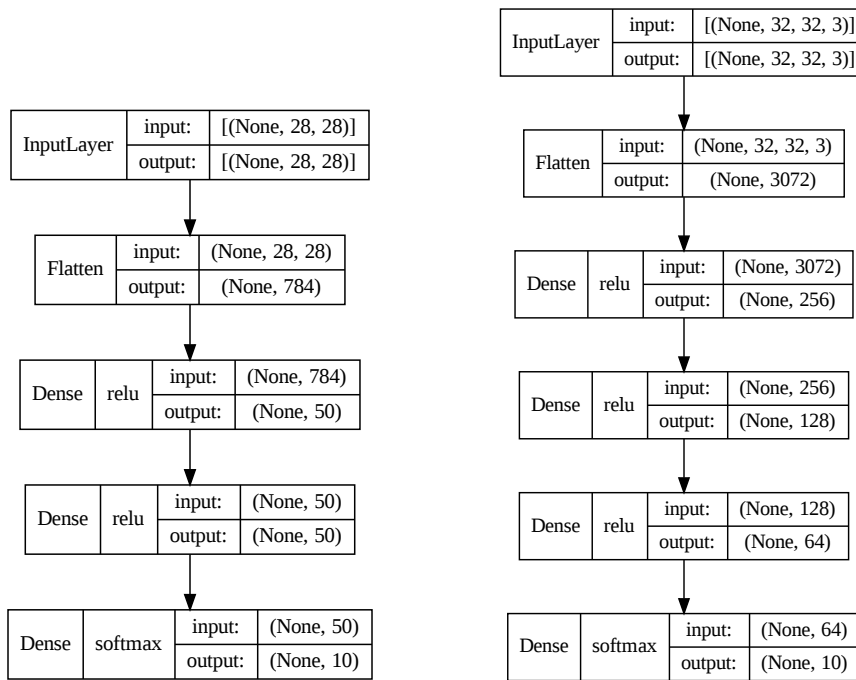 InputLayer input: [(None, 28, 28)]
output: [(None, 28, 28)]
Flatten input: (None, 28, 28)
output: (None, 784)
Dense relu input: (None, 784)
output: (None, 50)
Dense relu input: (None, 50)
output: (None, 50)
Dense softmax input: (None, 50)
output: (None, 10)
InputLayer input: [(None, 32, 32, 3)]
output: [(None, 32, 32, 3)]
Flatten input: (None, 32, 32, 3)
output: (None, 3072)
Dense relu input: (None, 3072)
output: (None, 256)
Dense relu input: (None, 256)
output: (None, 128)
Dense relu input: (None, 128)
output: (None, 64)
Dense softmax input: (None, 64)
output: (None, 10)